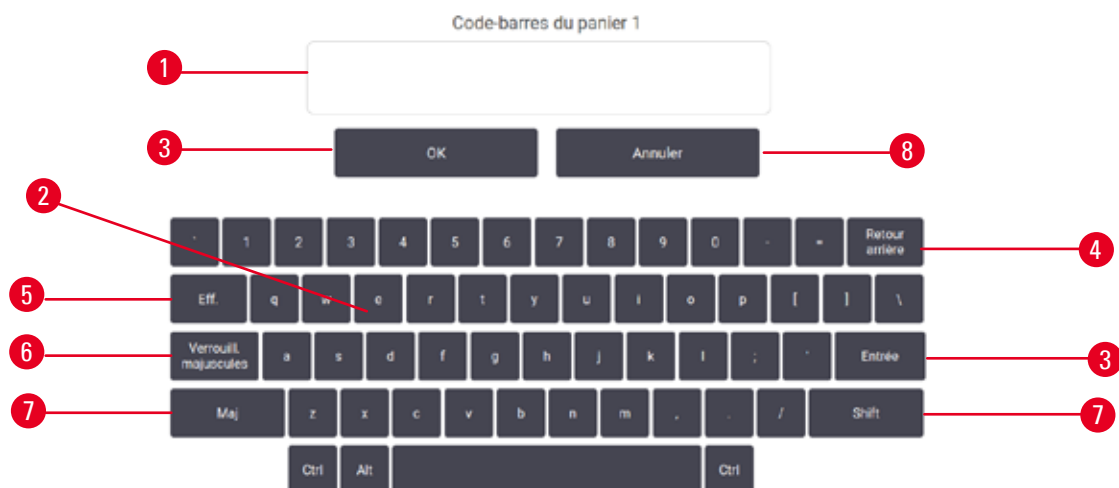 Code-barres du panier 1
1
3 OK Annuler 8
2
` 1 2 3 4 5 6 7 8 9 0 - = Retour arrière 4
5 Eff. q w e r t y u i o p [ ] \
6 Verrouill. majuscules a s d f g h j k l ; ' Entrée 3
7 Maj z x c v b n m , . / Shift 7
Ctrl Alt Ctrl